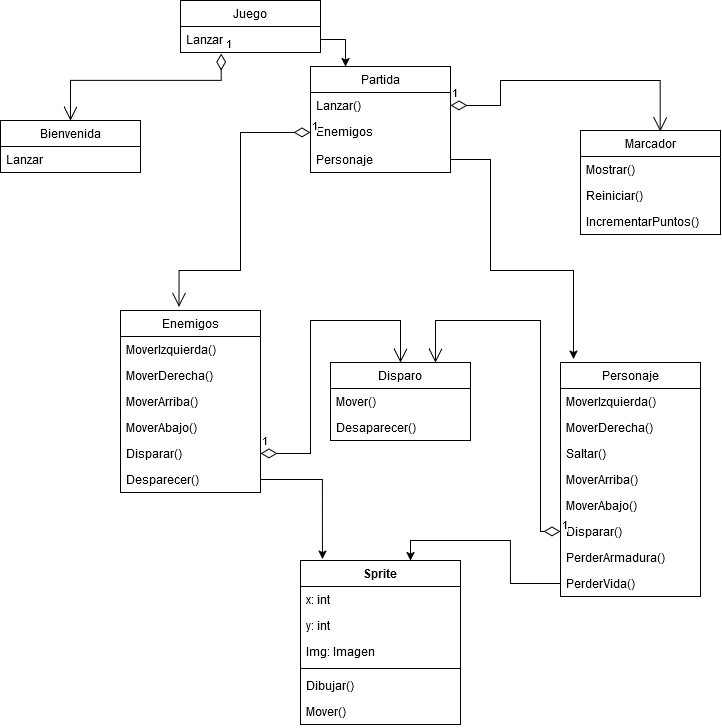 Juego
Lanzar
1
Partida
Lanzar()
1
Enemigos
1
Personaje
Bienvenida
Lanzar
Marcador
Mostrar()
Reiniciar()
IncrementarPuntos()
Enemigos
MoverIzquierda()
MoverDerecha()
MoverArriba()
MoverAbajo()
Disparar()
1
Desparecer()
Disparo
Mover()
Desaparecer()
Personaje
MoverIzquierda()
MoverDerecha()
Saltar()
MoverArriba()
MoverAbajo()
1
Disparar()
PerderArmadura()
PerderVida()
Sprite
x: int
y: int
Img: Imagen
Dibujar()
Mover()